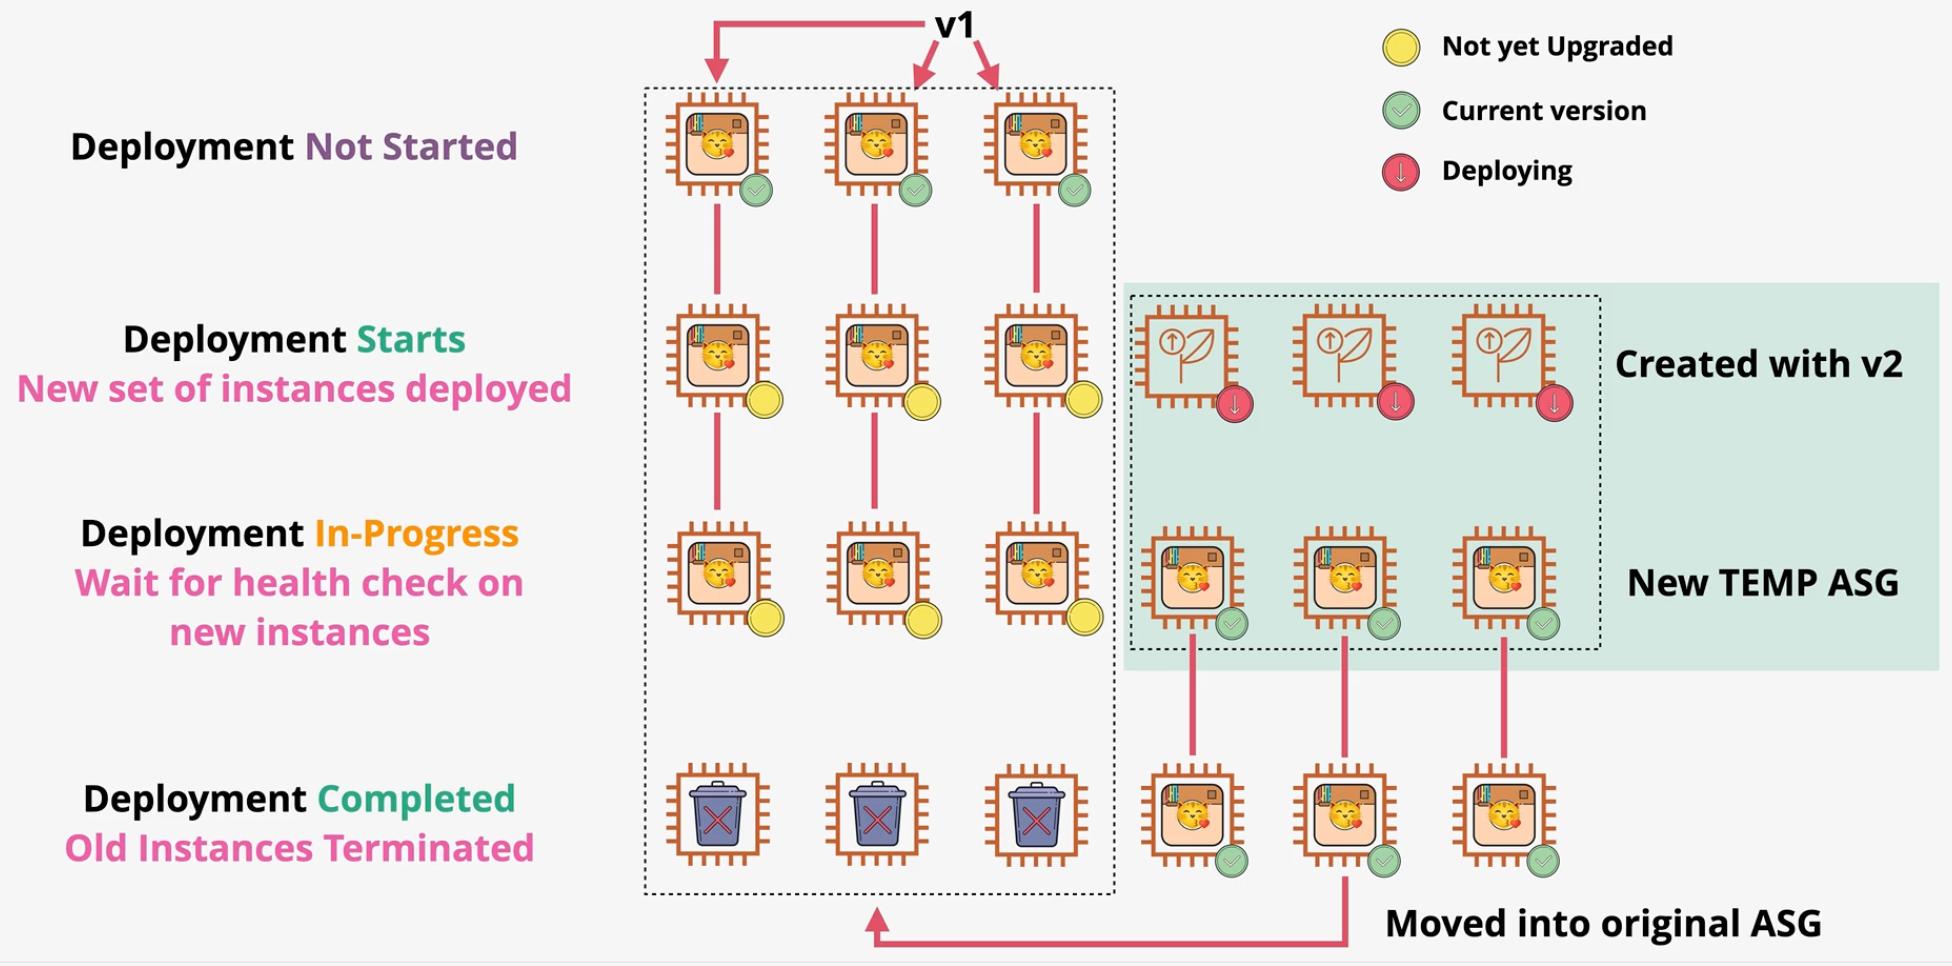 v1
Not yet Upgraded
Current version
Deploying
Deployment Not Started
Deployment Starts
New set of instances deployed
Created with v2
Deployment In-Progress
Wait for health check on
new instances
New TEMP ASG
Deployment Completed
Old Instances Terminated
Moved into original ASG